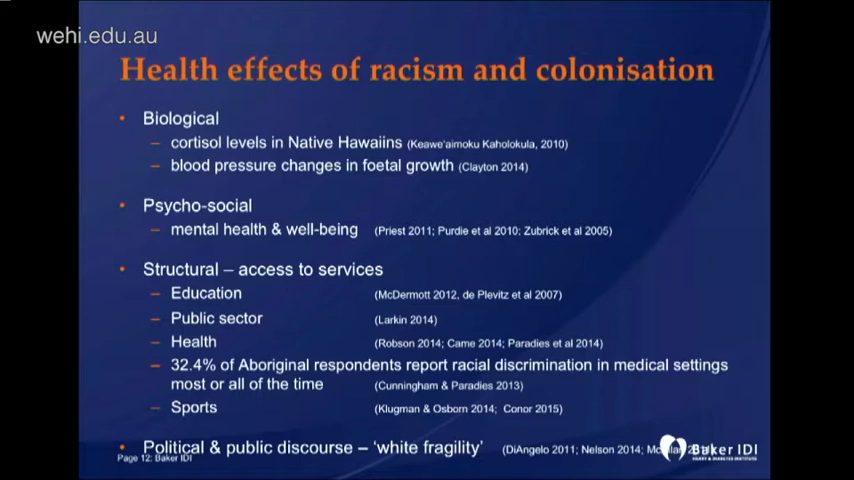 wehi.edu.au
Health effects of racism and colonisation
• Biological
– cortisol levels in Native Hawaiins (Keawe'aimoku Kaholokula, 2010)
– blood pressure changes in foetal growth (Clayton 2014)
• Psycho-social
– mental health & well-being (Priest 2011; Purdie et al 2010; Zubrick et al 2005)
• Structural – access to services
– Education (McDermott 2012, de Plevitz et al 2007)
– Public sector (Larkin 2014)
– Health (Robson 2014; Came 2014; Paradies et al 2014)
– 32.4% of Aboriginal respondents report racial discrimination in medical settings
most or all of the time (Cunningham & Paradies 2013)
– Sports (Klugman & Osborn 2014; Conor 2015)
• Political & public discourse – 'white fragility' (DiAngelo 2011; Nelson 2014;
Baker IDI
HEART & DIABETES INSTITUTE
Page 12: Baker IDI